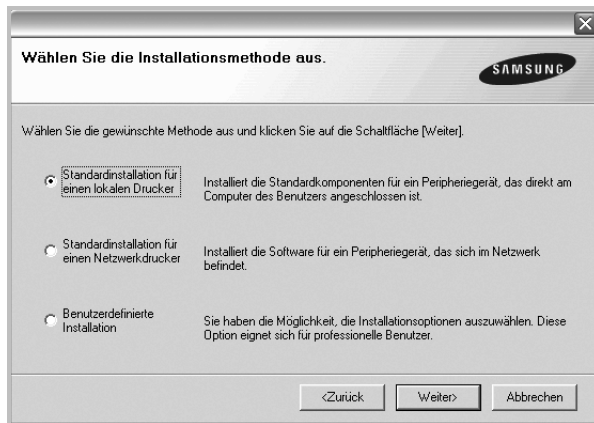 Wählen Sie die Installationsmethode aus.
SAMSUNG
Wählen Sie die gewünschte Methode aus und klicken Sie auf die Schaltfläche [Weiter].
Standardinstallation für
einen lokalen Drucker
Installiert die Standardkomponenten für ein Peripheriegerät, das direkt am
Computer des Benutzers angeschlossen ist.
Standardinstallation für
einen Netzwerkdrucker
Installiert die Software für ein Peripheriegerät, das sich im Netzwerk
befindet.
Benutzerdefinierte
Installation
Sie haben die Möglichkeit, die Installationsoptionen auszuwählen. Diese
Option eignet sich für professionelle Benutzer.
<Zurück
Weiter>
Abbrechen